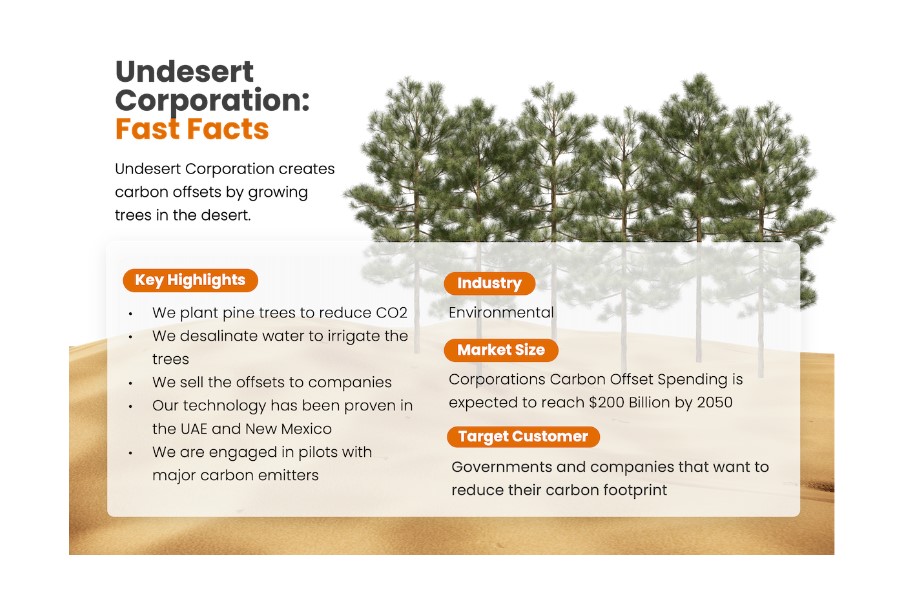 Undesert
Corporation:
Fast Facts
Undesert Corporation creates
carbon offsets by growing
trees in the desert.
Key Highlights
• We plant pine trees to reduce CO2
• We desalinate water to irrigate the
trees
• We sell the offsets to companies
• Our technology has been proven in
the UAE and New Mexico
• We are engaged in pilots with
major carbon emitters
Industry
Environmental
Market Size
Corporations Carbon Offset Spending is
expected to reach $200 Billion by 2050
Target Customer
Governments and companies that want to
reduce their carbon footprint